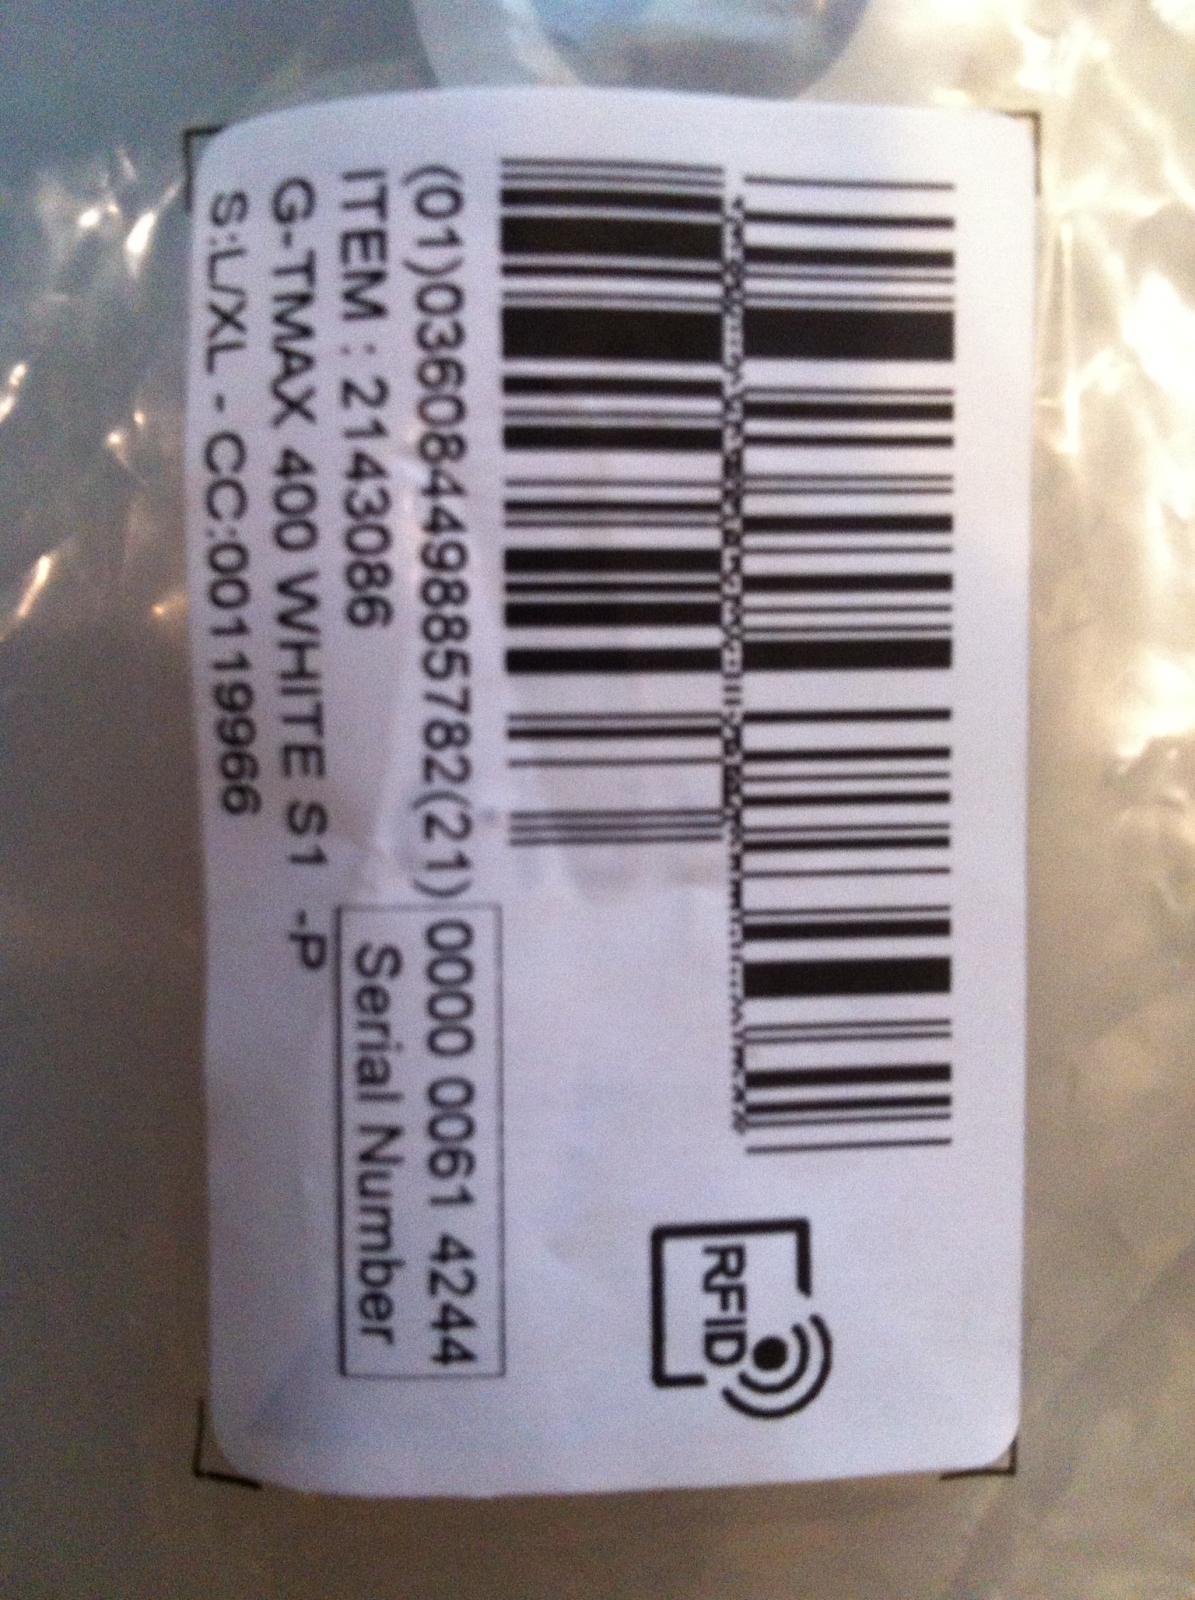 RFID
(01)03608449885782(21) 0000 0061 4244
Serial Number
ITEM : 2143086
G-TMAX 400 WHITE S1 -P
S:L/XL - CC:00119966